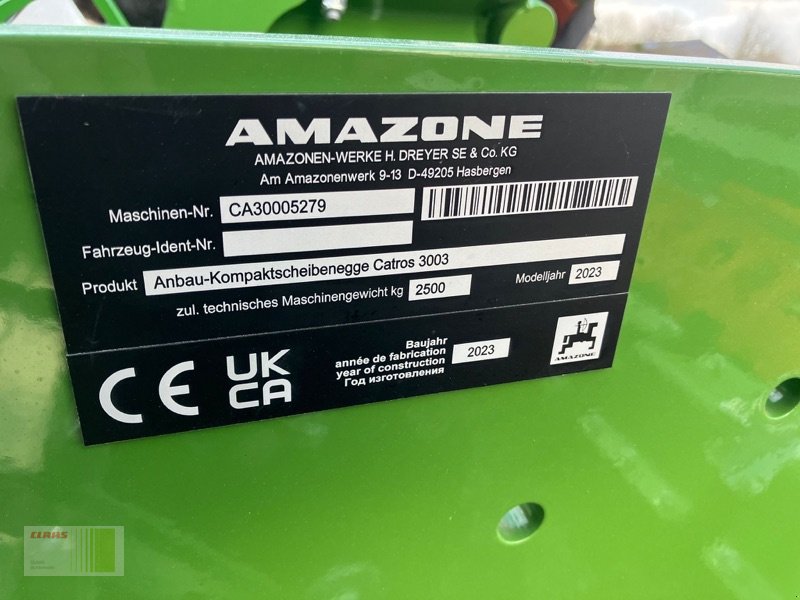 AMAZONE
AMAZONEN-WERKE H. DREYER SE & Co. KG
Am Amazonenwerk 9-13 D-49205 Hasbergen
Maschinen-Nr. CA30005279
Fahrzeug-Ident-Nr.
Produkt Anbau-Kompaktscheibenegge Catros 3003
zul. technisches Maschinengewicht kg 2500 Modelljahr 2023
CE UK CA
Baujahr
année de fabrication
year of construction
Год изготовления
2023
AMAZONE
CLAAS